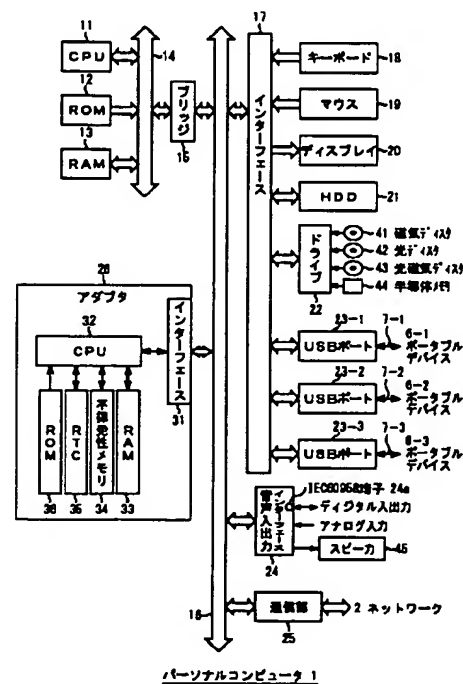 11
CPU
12
ROM
13
RAM
14
ブリッジ
15
16
17
インターフェース
キーボード
18
マウス
19
ディスプレイ
20
HDD
21
ドライブ
22
41 磁気ディスク
42 光ディスク
43 光磁気ディスク
44 半導体メモリ
23-1
USBポート
7-1
6-1
ポータブル
デバイス
23-2
USBポート
7-2
6-2
ポータブル
デバイス
23-3
USBポート
7-3
6-3
ポータブル
デバイス
26
アダプタ
32
CPU
インターフェース
31
ROM
36
RTC
35
不揮発性メモリ
34
RAM
33
音声入出力
インターフェース
24
IEC60958端子 24a
ディジタル入出力
アナログ入力
スピーカ
45
通信部
25
2 ネットワーク
パーソナルコンピュータ 1